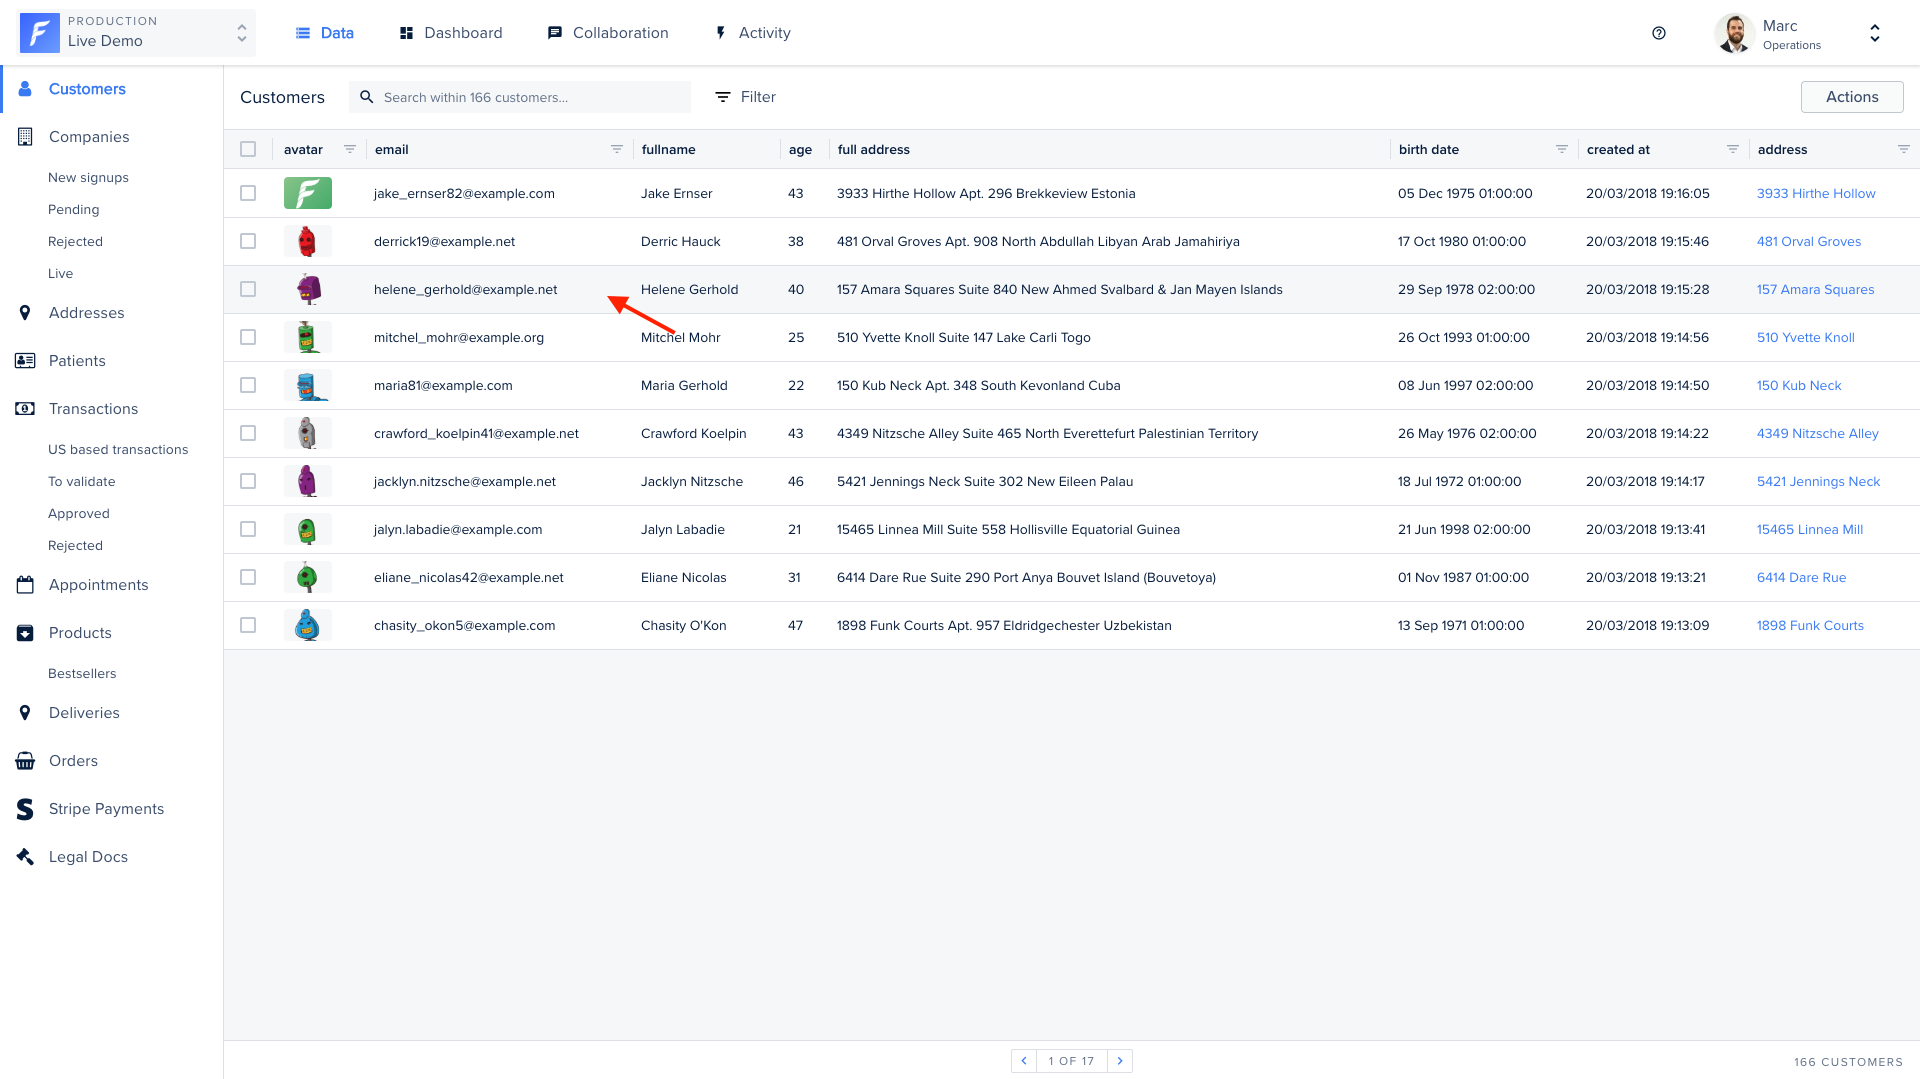 PRODUCTION
Live Demo
Data
Dashboard
Collaboration
Activity
Marc
Operations
Customers
Companies
New signups
Pending
Rejected
Live
Addresses
Patients
Transactions
US based transactions
To validate
Approved
Rejected
Appointments
Products
Bestsellers
Deliveries
Orders
Stripe Payments
Legal Docs
Customers
Search within 166 customers...
Filter
Actions
avatar email fullname age full address birth date created at address
jake_ernser82@example.com Jake Ernser 43 3933 Hirthe Hollow Apt. 296 Brekkeview Estonia 05 Dec 1975 01:00:00 20/03/2018 19:16:05 3933 Hirthe Hollow
derrick19@example.net Derric Hauck 38 481 Orval Groves Apt. 908 North Abdullah Libyan Arab Jamahiriya 17 Oct 1980 01:00:00 20/03/2018 19:15:46 481 Orval Groves
helene_gerhold@example.net Helene Gerhold 40 157 Amara Squares Suite 840 New Ahmed Svalbard & Jan Mayen Islands 29 Sep 1978 02:00:00 20/03/2018 19:15:28 157 Amara Squares
mitchel_mohr@example.org Mitchel Mohr 25 510 Yvette Knoll Suite 147 Lake Carli Togo 26 Oct 1993 01:00:00 20/03/2018 19:14:56 510 Yvette Knoll
maria81@example.com Maria Gerhold 22 150 Kub Neck Apt. 348 South Kevonland Cuba 08 Jun 1997 02:00:00 20/03/2018 19:14:50 150 Kub Neck
crawford_koelpin41@example.net Crawford Koelpin 43 4349 Nitzsche Alley Suite 465 North Everettefurt Palestinian Territory 26 May 1976 02:00:00 20/03/2018 19:14:22 4349 Nitzsche Alley
jacklyn.nitzsche@example.net Jacklyn Nitzsche 46 5421 Jennings Neck Suite 302 New Eileen Palau 18 Jul 1972 01:00:00 20/03/2018 19:14:17 5421 Jennings Neck
jalyn.labadie@example.com Jalyn Labadie 21 15465 Linnea Mill Suite 558 Hollisville Equatorial Guinea 21 Jun 1998 02:00:00 20/03/2018 19:13:41 15465 Linnea Mill
eliane_nicolas42@example.net Eliane Nicolas 31 6414 Dare Rue Suite 290 Port Anya Bouvet Island (Bouvetoya) 01 Nov 1987 01:00:00 20/03/2018 19:13:21 6414 Dare Rue
chasity_okon5@example.com Chasity O'Kon 47 1898 Funk Courts Apt. 957 Eldridgechester Uzbekistan 13 Sep 1971 01:00:00 20/03/2018 19:13:09 1898 Funk Courts
1 OF 17
166 CUSTOMERS